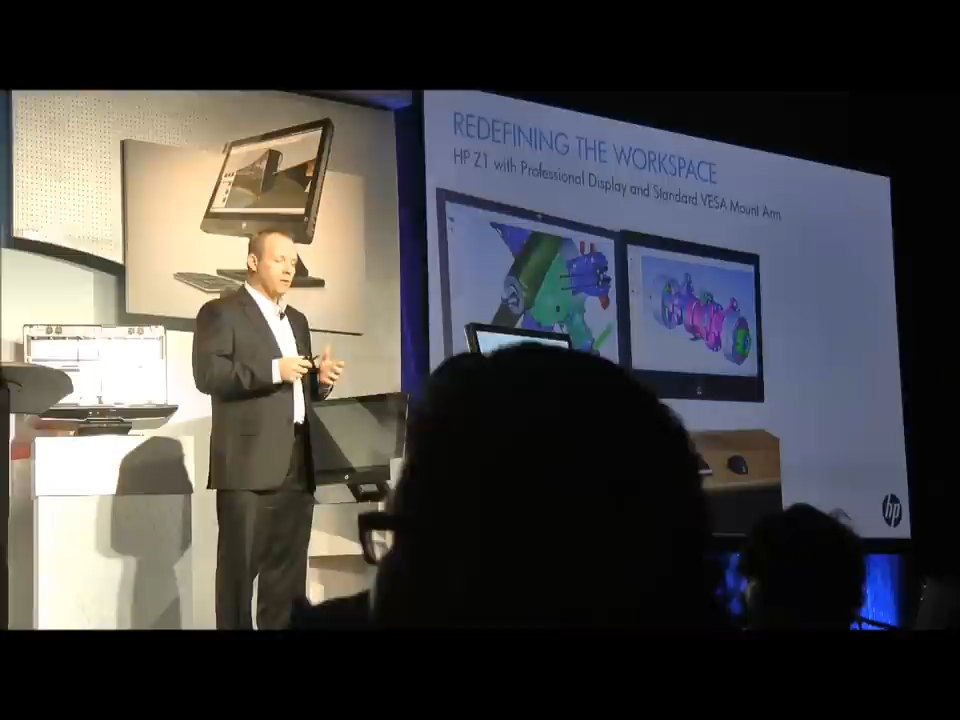 REDEFINING THE WORKSPACE
HP Z1 with Professional Display and Standard VESA Mount Arm
hp